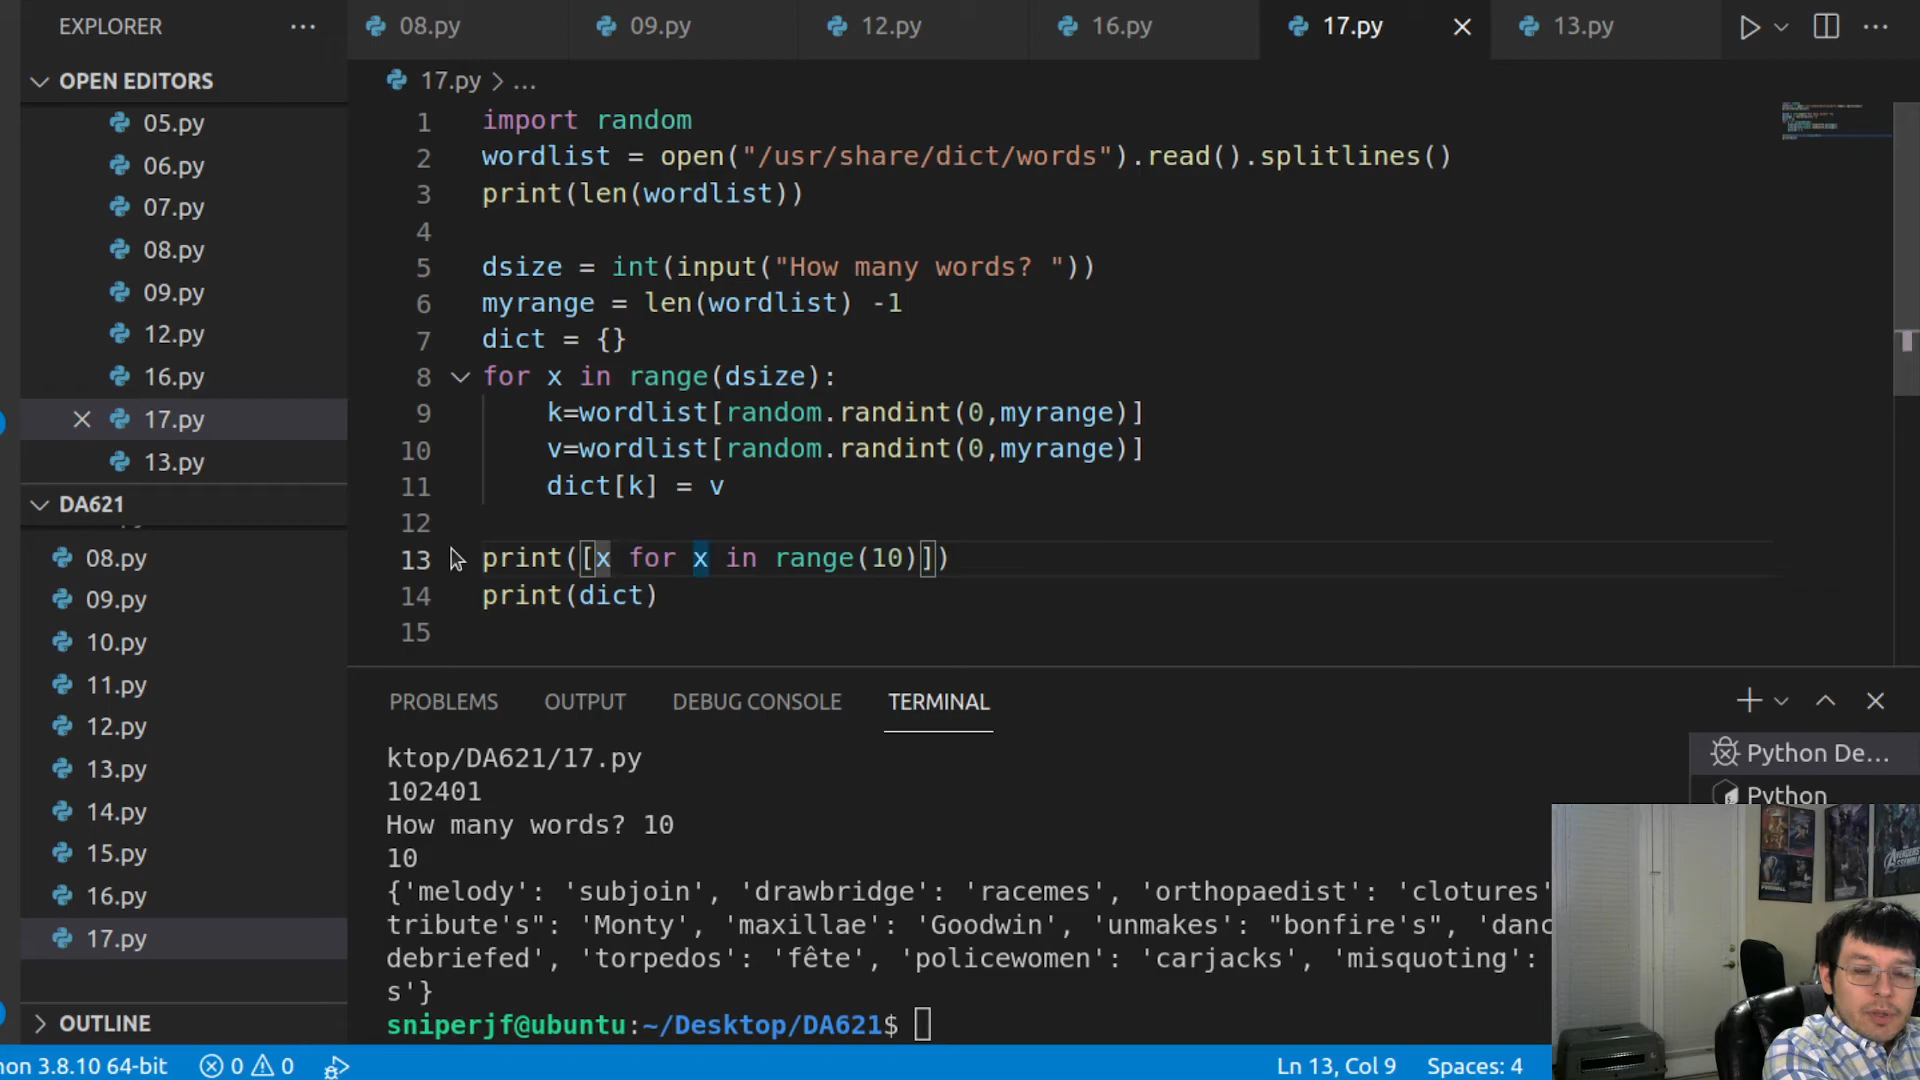 EXPLORER
OPEN EDITORS
05.py
06.py
07.py
08.py
09.py
12.py
16.py
17.py
13.py
DA621
08.py
09.py
10.py
11.py
12.py
13.py
14.py
15.py
16.py
17.py
OUTLINE
08.py 09.py 12.py 16.py 17.py 13.py
17.py > ...
1 import random
2 wordlist = open("/usr/share/dict/words").read().splitlines()
3 print(len(wordlist))
4
5 dsize = int(input("How many words? "))
6 myrange = len(wordlist) -1
7 dict = {}
8 for x in range(dsize):
9 k=wordlist[random.randint(0,myrange)]
10 v=wordlist[random.randint(0,myrange)]
11 dict[k] = v
12
13 print([x for x in range(10)])
14 print(dict)
15
PROBLEMS OUTPUT DEBUG CONSOLE TERMINAL
ktop/DA621/17.py
102401
How many words? 10
10
{'melody': 'subjoin', 'drawbridge': 'racemes', 'orthopaedist': 'clotures'
tribute's": 'Monty', 'maxillae': 'Goodwin', 'unmakes': "bonfire's", 'danc
debriefed', 'torpedos': 'fête', 'policewomen': 'carjacks', 'misquoting':
s'}
sniperjf@ubuntu:~/Desktop/DA621$
Python De...
Python
hon 3.8.10 64-bit 0 0 Ln 13, Col 9 Spaces: 4